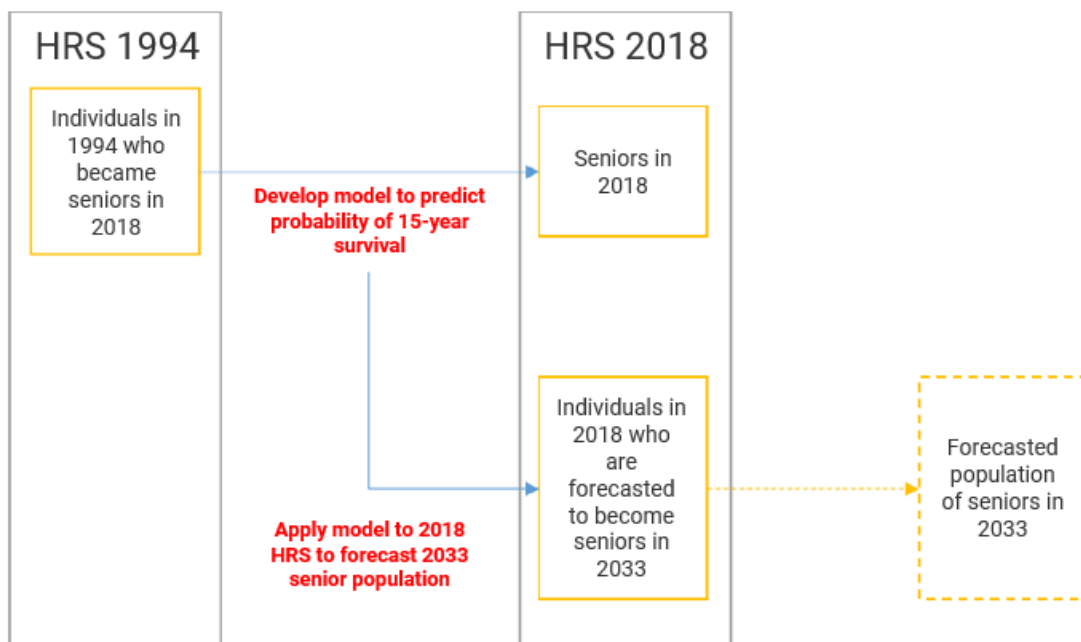 HRS 1994
Individuals in
1994 who
became
seniors in
2018
Develop model to predict
probability of 15-year
survival
HRS 2018
Seniors in
2018
Apply model to 2018
HRS to forecast 2033
senior population
Individuals in
2018 who
are
forecasted
to become
seniors in
2033
Forecasted
population
of seniors in
2033